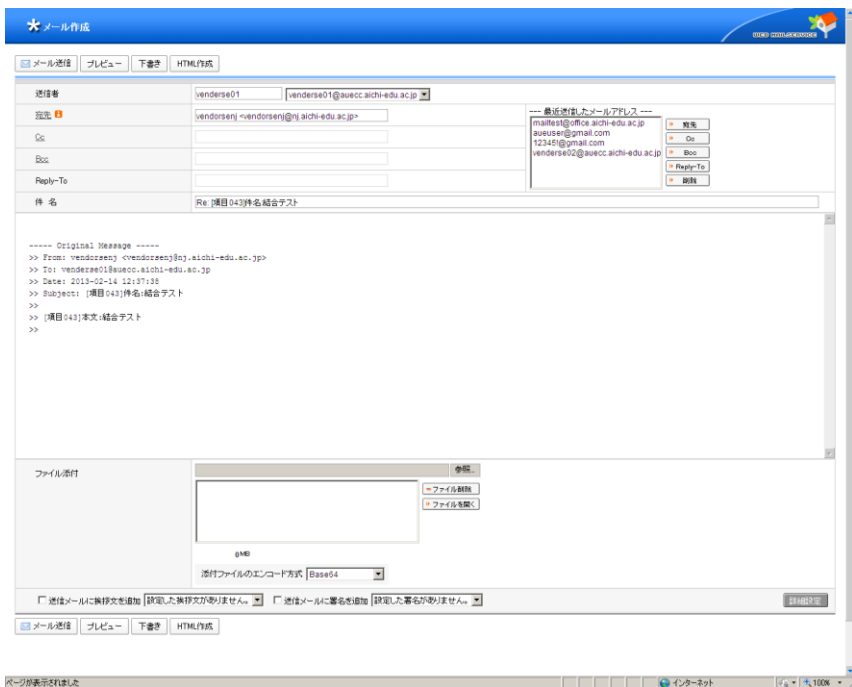 メール作成
WEB MAILSERVICE
メール送信 プレビュー 下書き HTML作成
送信者 venderse01 venderse01@auecc.aichi-edu.ac.jp
宛先 vendorsenj <vendorsenj@nj.aichi-edu.ac.jp>
Cc
Bcc
Reply-To
--- 最近送信したメールアドレス ---
mailtest@office.aichi-edu.ac.jp
aueuser@gmail.com
12345!@gmail.com
venderse02@auecc.aichi-edu.ac.jp
宛先
Cc
Bcc
Reply-To
削除
件 名 Re: [項目043]件名:結合テスト
----- Original Message -----
>> From: vendorsenj <vendorsenj@nj.aichi-edu.ac.jp>
>> To: venderse01@auecc.aichi-edu.ac.jp
>> Date: 2013-02-14 12:37:38
>> Subject: [項目043]件名:結合テスト
>>
>> [項目043]本文:結合テスト
>>
ファイル添付 参照...
ファイル削除
ファイルを開く
0MB
添付ファイルのエンコード方式 Base64
送信メールに挨拶文を追加 設定した挨拶文がありません。 送信メールに署名を追加 設定した署名がありません。 詳細設定
メール送信 プレビュー 下書き HTML作成
ページが表示されました インターネット 100%